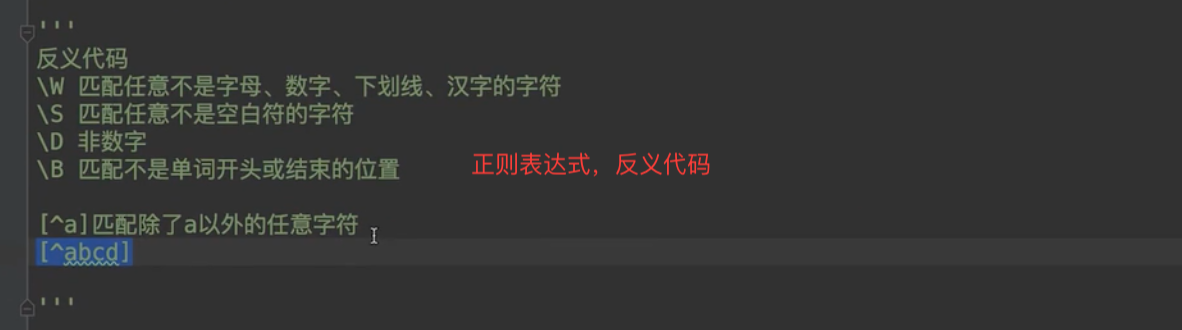 '''
反义代码
\W 匹配任意不是字母、数字、下划线、汉字的字符
\S 匹配任意不是空白符的字符
\D 非数字
\B 匹配不是单词开头或结束的位置
正则表达式，反义代码
[^a]匹配除了a以外的任意字符
[^abcd]
'''